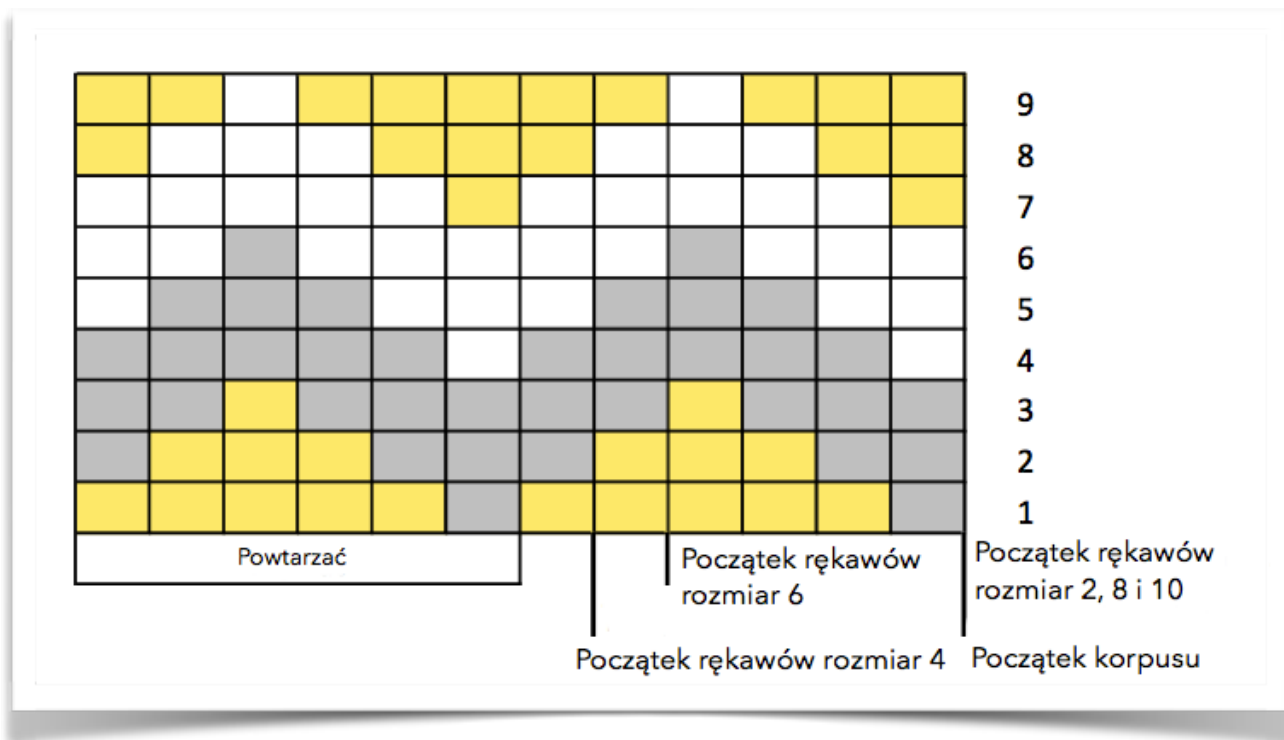 9
8
7
6
5
4
3
2
1
Powtarzać
Początek rękawów
rozmiar 6
Początek rękawów
rozmiar 2, 8 i 10
Początek rękawów rozmiar 4
Początek korpusu